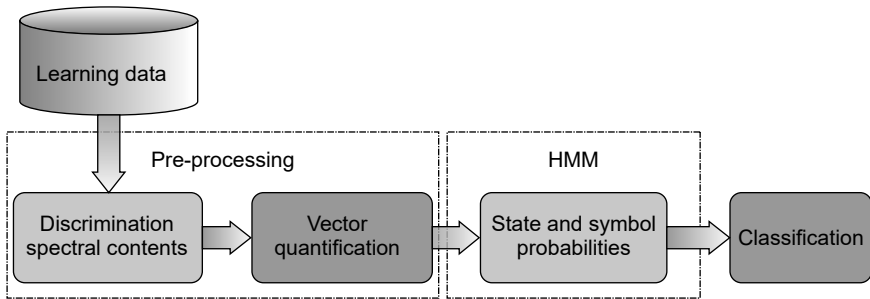 Learning data
Pre-processing
HMM
Discrimination
spectral contents
Vector
quantification
State and symbol
probabilities
Classification